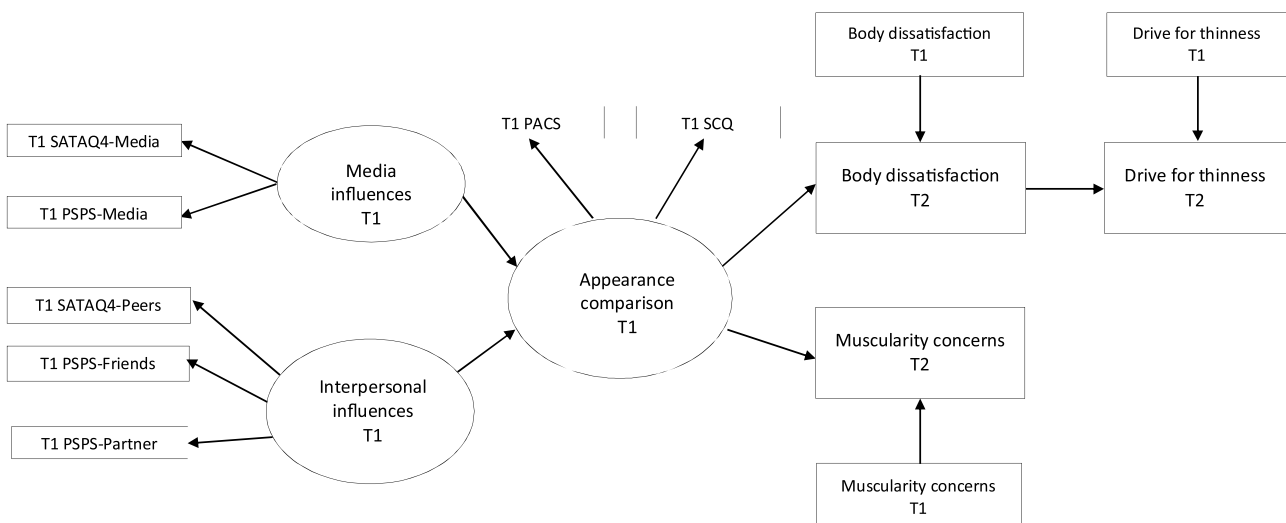 Body dissatisfaction
T1
Drive for thinness
T1
T1 PACS
T1 SCQ
T1 SATAQ4-Media
Media
influences
T1
Body dissatisfaction
T2
Drive for thinness
T2
T1 PSPS-Media
Appearance
comparison
T1
T1 SATAQ4-Peers
T1 PSPS-Friends
Interpersonal
influences
T1
Muscularity concerns
T2
T1 PSPS-Partner
Muscularity concerns
T1